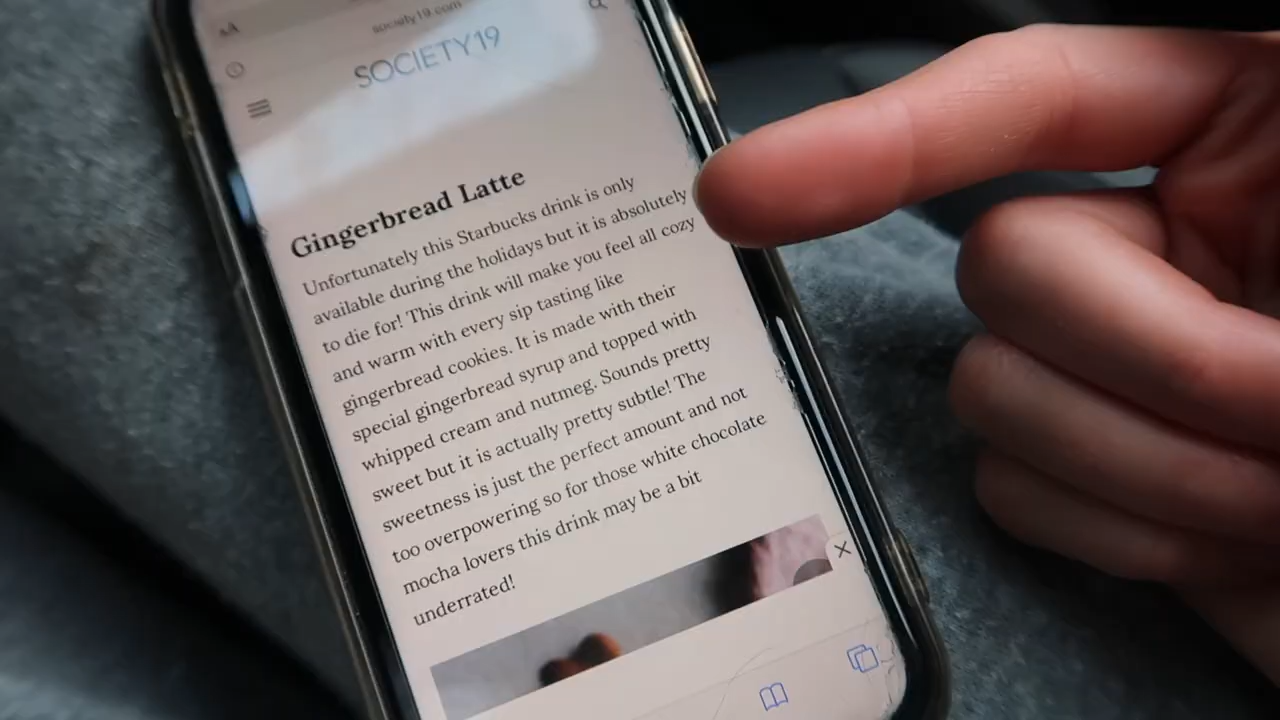 AA
society19.com
SOCIETY19
Gingerbread Latte
Unfortunately this Starbucks drink is only
available during the holidays but it is absolutely
to die for! This drink will make you feel all cozy
and warm with every sip tasting like
gingerbread cookies. It is made with their
special gingerbread syrup and topped with
whipped cream and nutmeg. Sounds pretty
sweet but it is actually pretty subtle! The
sweetness is just the perfect amount and not
too overpowering so for those white chocolate
mocha lovers this drink may be a bit
underrated!